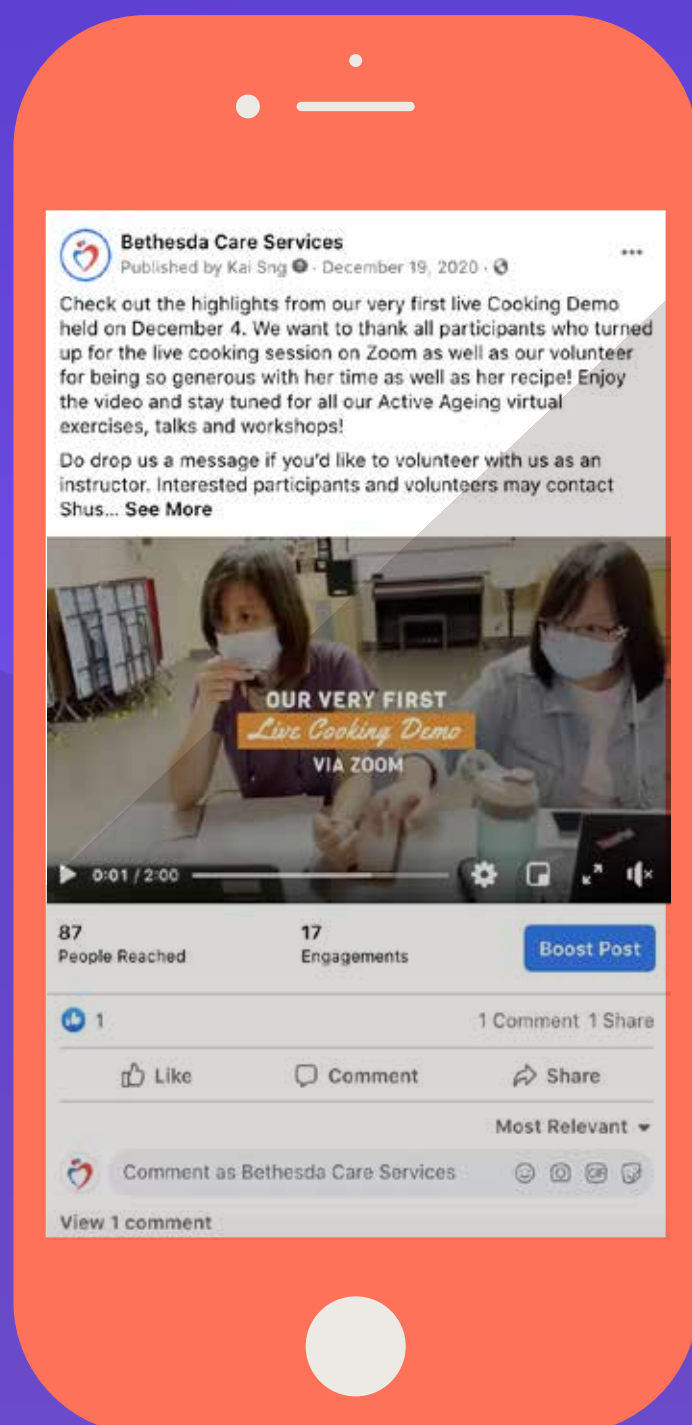 Bethesda Care Services
Published by Kai Sng · December 19, 2020 ·
Check out the highlights from our very first live Cooking Demo
held on December 4. We want to thank all participants who turned
up for the live cooking session on Zoom as well as our volunteer
for being so generous with her time as well as her recipe! Enjoy
the video and stay tuned for all our Active Ageing virtual
exercises, talks and workshops!
Do drop us a message if you'd like to volunteer with us as an
instructor. Interested participants and volunteers may contact
Shus... See More
OUR VERY FIRST
Live Cooking Demo
VIA ZOOM
0:01 / 2:00
87 17
People Reached Engagements Boost Post
1 1 Comment 1 Share
Like Comment Share
Most Relevant
Comment as Bethesda Care Services GIF
View 1 comment